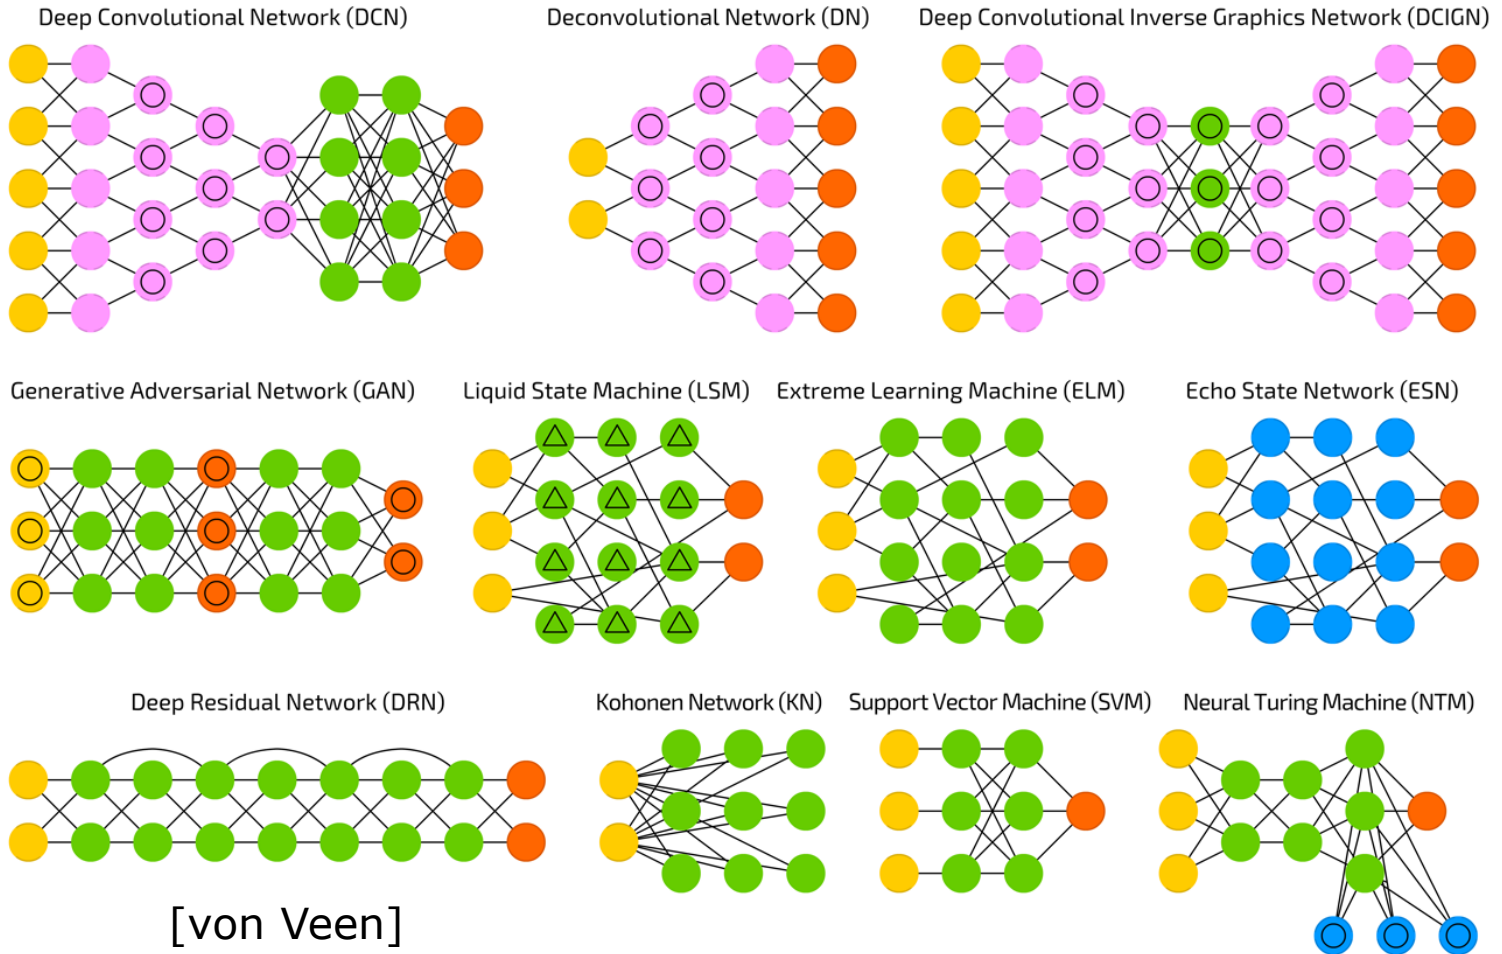 Deep Convolutional Network (DCN)
Deconvolutional Network (DN)
Deep Convolutional Inverse Graphics Network (DCIGN)
Generative Adversarial Network (GAN)
Liquid State Machine (LSM)
Extreme Learning Machine (ELM)
Echo State Network (ESN)
Deep Residual Network (DRN)
Kohonen Network (KN)
Support Vector Machine (SVM)
Neural Turing Machine (NTM)
[von Veen]